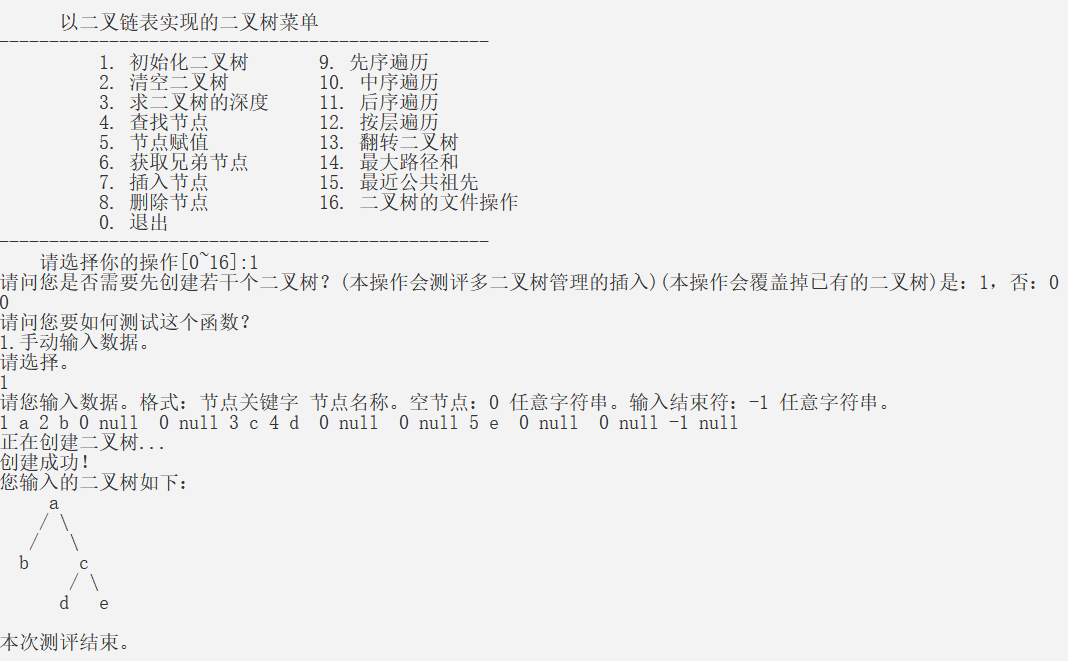 以二叉链表实现的二叉树菜单
-------------------------------------------------
1. 初始化二叉树 9. 先序遍历
2. 清空二叉树 10. 中序遍历
3. 求二叉树的深度 11. 后序遍历
4. 查找节点 12. 按层遍历
5. 节点赋值 13. 翻转二叉树
6. 获取兄弟节点 14. 最大路径和
7. 插入节点 15. 最近公共祖先
8. 删除节点 16. 二叉树的文件操作
0. 退出
-------------------------------------------------
请选择你的操作[0~16]:1
请问您是否需要先创建若干个二叉树？(本操作会测评多二叉树管理的插入)(本操作会覆盖掉已有的二叉树)是：1，否：0
0
请问您要如何测试这个函数？
1.手动输入数据。
请选择。
1
请您输入数据。格式：节点关键字 节点名称。空节点：0 任意字符串。输入结束符：-1 任意字符串。
1 a 2 b 0 null  0 null 3 c 4 d  0 null  0 null 5 e  0 null  0 null -1 null
正在创建二叉树...
创建成功！
您输入的二叉树如下：
a
/ \
/   \
b     c
/ \
d   e
本次测评结束。